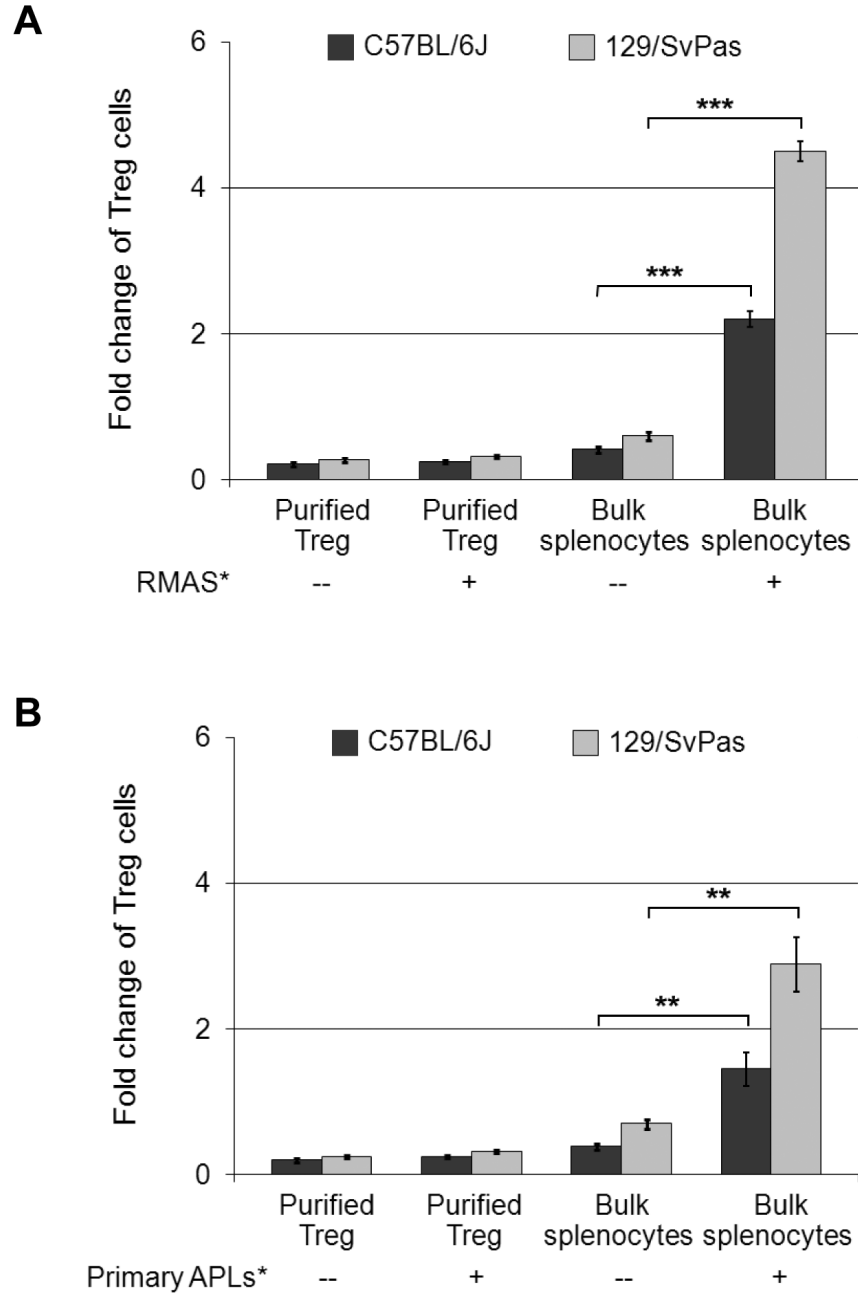 A
C57BL/6J 129/SvPas
Fold change of Treg cells
6
4
2
0
***
***
Purified Purified Bulk Bulk
Treg Treg splenocytes splenocytes
RMAS* -- + -- +
B
C57BL/6J 129/SvPas
Fold change of Treg cells
6
4
2
0
**
**
Purified Purified Bulk Bulk
Treg Treg splenocytes splenocytes
Primary APLs* -- + -- +